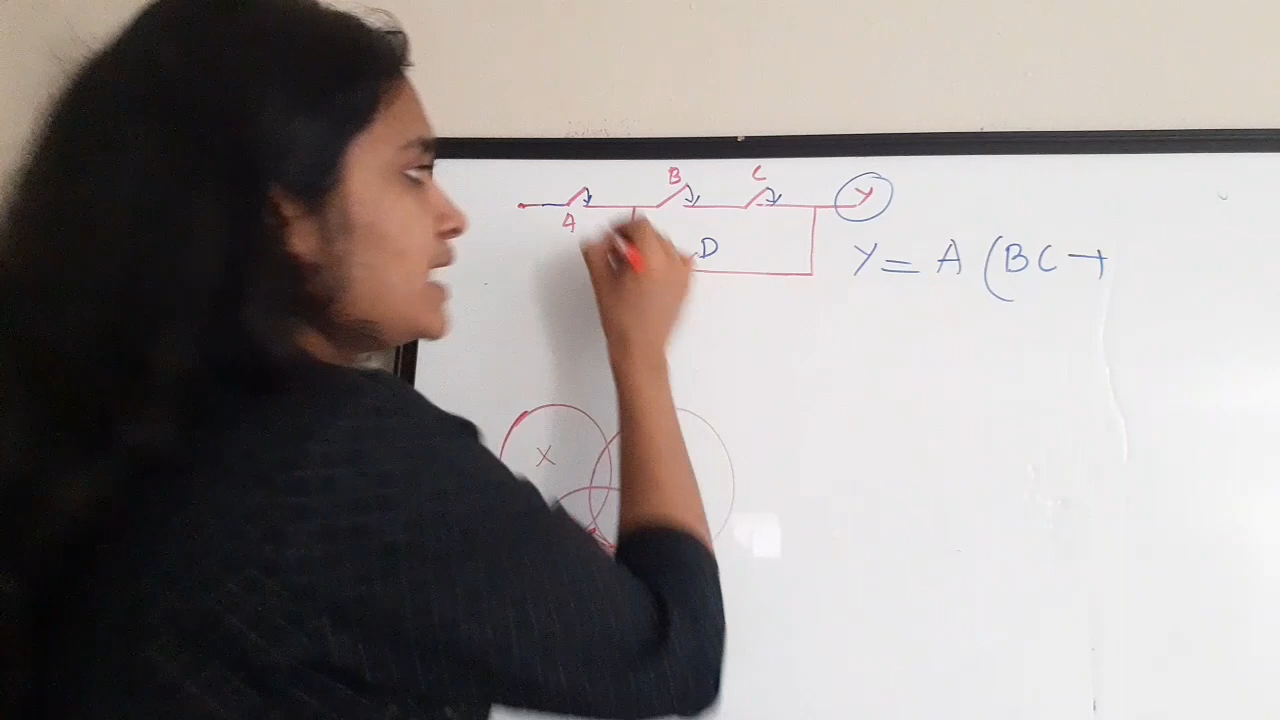 B C
A Y
D
Y = A (BC +
X